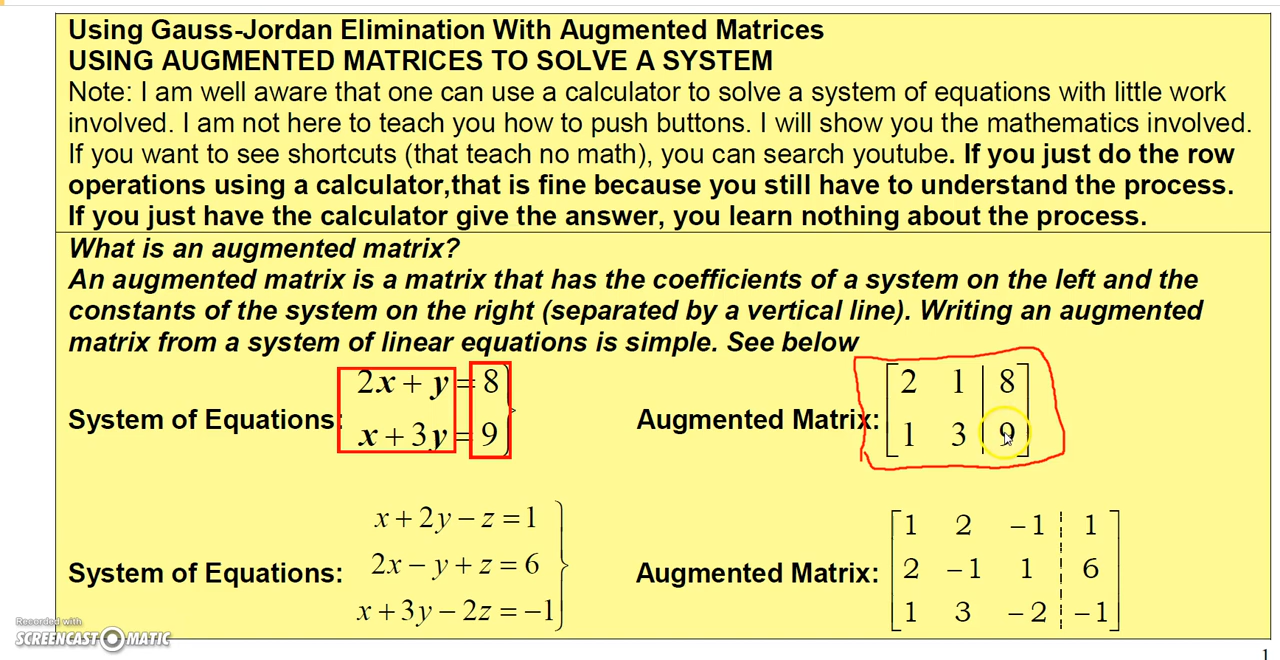 Using Gauss-Jordan Elimination With Augmented Matrices
USING AUGMENTED MATRICES TO SOLVE A SYSTEM
Note: I am well aware that one can use a calculator to solve a system of equations with little work
involved. I am not here to teach you how to push buttons. I will show you the mathematics involved.
If you want to see shortcuts (that teach no math), you can search youtube. If you just do the row
operations using a calculator,that is fine because you still have to understand the process.
If you just have the calculator give the answer, you learn nothing about the process.
What is an augmented matrix?
An augmented matrix is a matrix that has the coefficients of a system on the left and the
constants of the system on the right (separated by a vertical line). Writing an augmented
matrix from a system of linear equations is simple. See below
System of Equations:
2x + y = 8
x + 3y = 9
Augmented Matrix:
2 1 | 8
1 3 | 9
System of Equations:
x + 2y − z = 1
2x − y + z = 6
x + 3y − 2z = −1
Augmented Matrix:
1 2 −1 | 1
2 −1 1 | 6
1 3 −2 | −1
Recorded with
SCREENCAST-O-MATIC
1